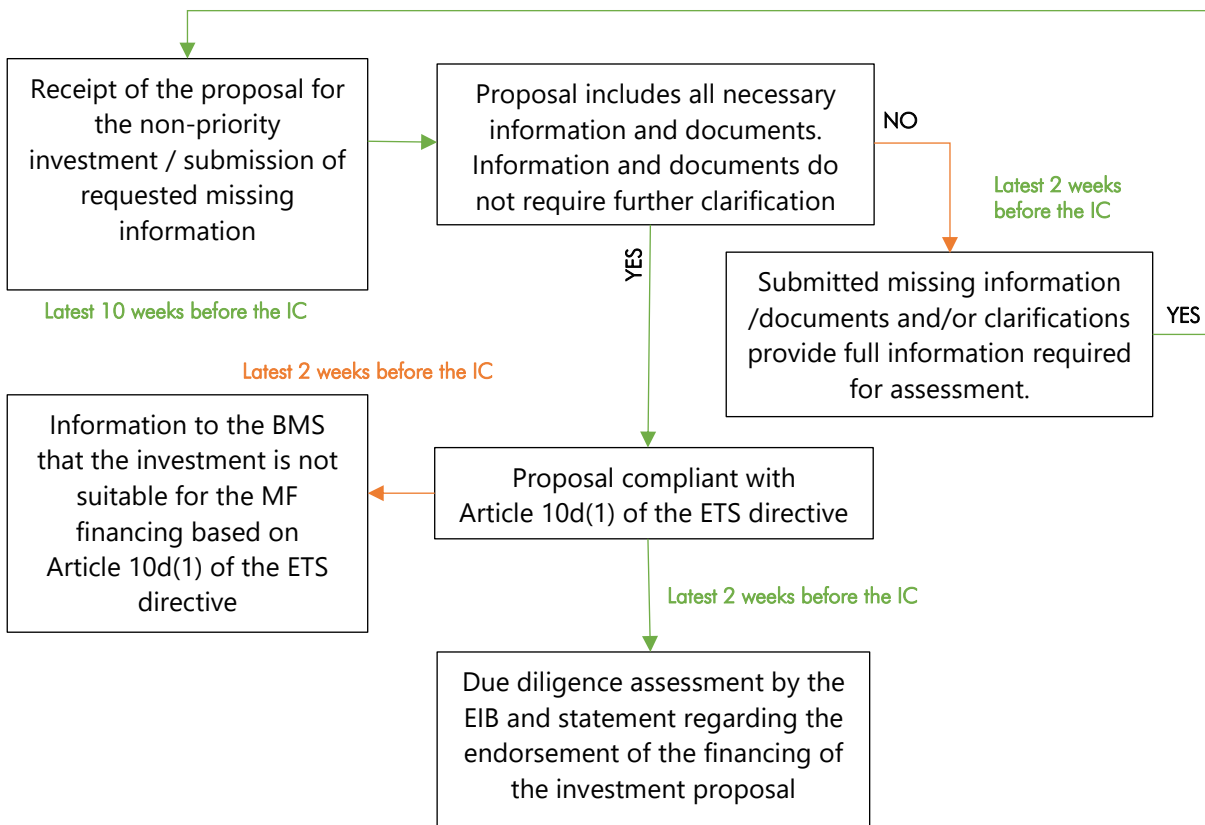 Receipt of the proposal for
the non-priority
investment / submission of
requested missing
information
Latest 10 weeks before the IC
Proposal includes all necessary
information and documents.
Information and documents do
not require further clarification
NO
Latest 2 weeks
before the IC
YES
Submitted missing information
/documents and/or clarifications
provide full information required
for assessment.
YES
Latest 2 weeks before the IC
Information to the BMS
that the investment is not
suitable for the MF
financing based on
Article 10d(1) of the ETS
directive
Proposal compliant with
Article 10d(1) of the ETS directive
Latest 2 weeks before the IC
Due diligence assessment by the
EIB and statement regarding the
endorsement of the financing of
the investment proposal